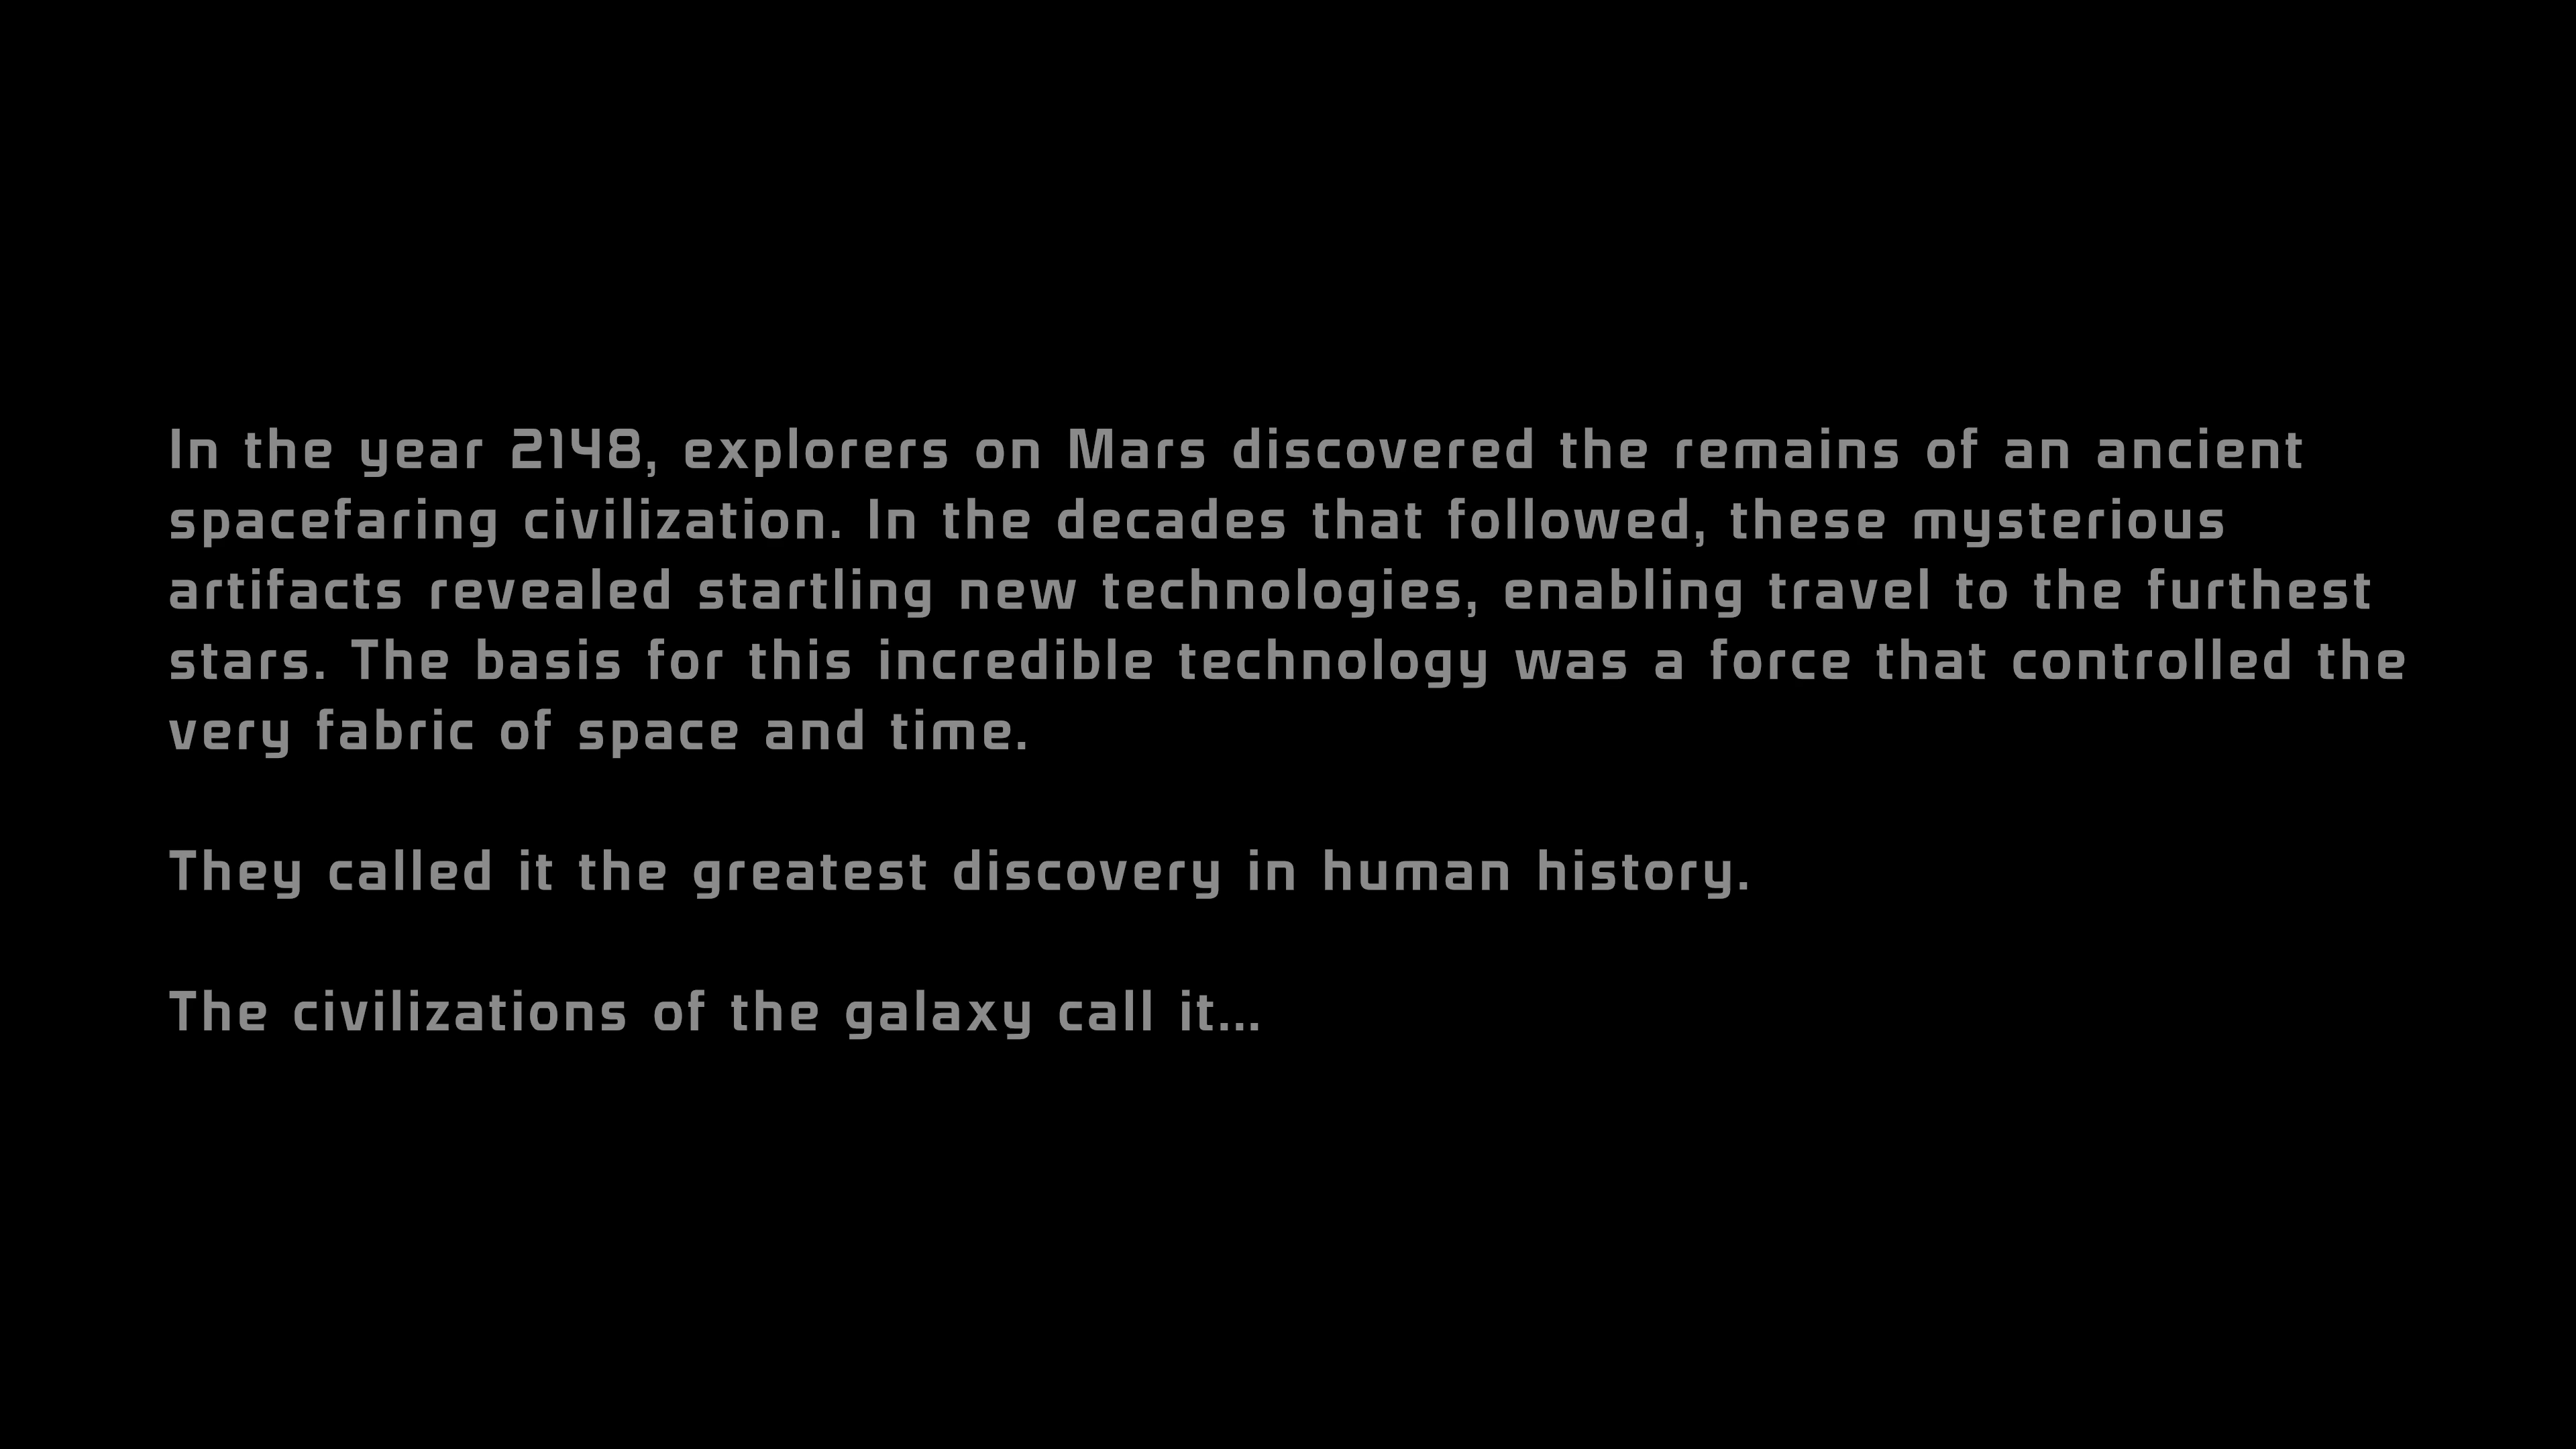 In the year 2148, explorers on Mars discovered the remains of an ancient
spacefaring civilization. In the decades that followed, these mysterious
artifacts revealed startling new technologies, enabling travel to the furthest
stars. The basis for this incredible technology was a force that controlled the
very fabric of space and time.
They called it the greatest discovery in human history.
The civilizations of the galaxy call it...